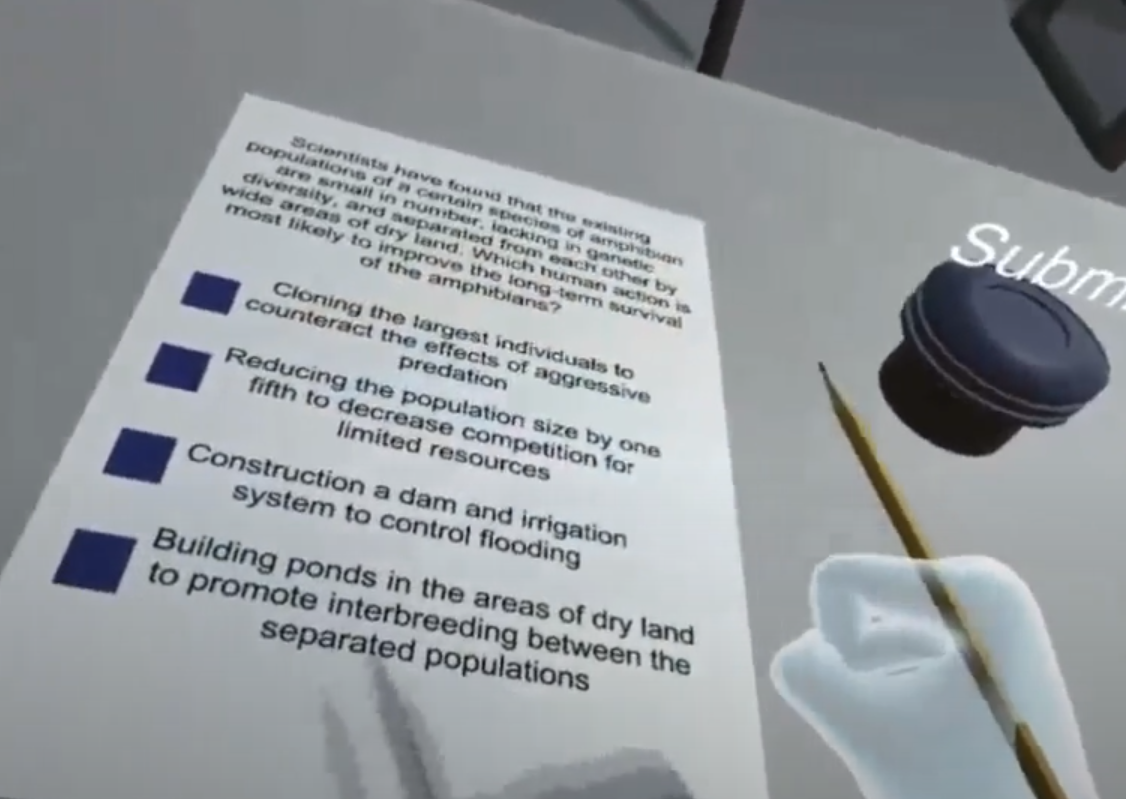 Scientists have found that the existing
populations of a certain species of amphibian
are small in number, lacking in genetic
diversity, and separated from each other by
wide areas of dry land. Which human action is
most likely to improve the long-term survival
of the amphibians?
Cloning the largest individuals to
counteract the effects of aggressive
predation
Reducing the population size by one
fifth to decrease competition for
limited resources
Construction a dam and irrigation
system to control flooding
Building ponds in the areas of dry land
to promote interbreeding between the
separated populations
Subm